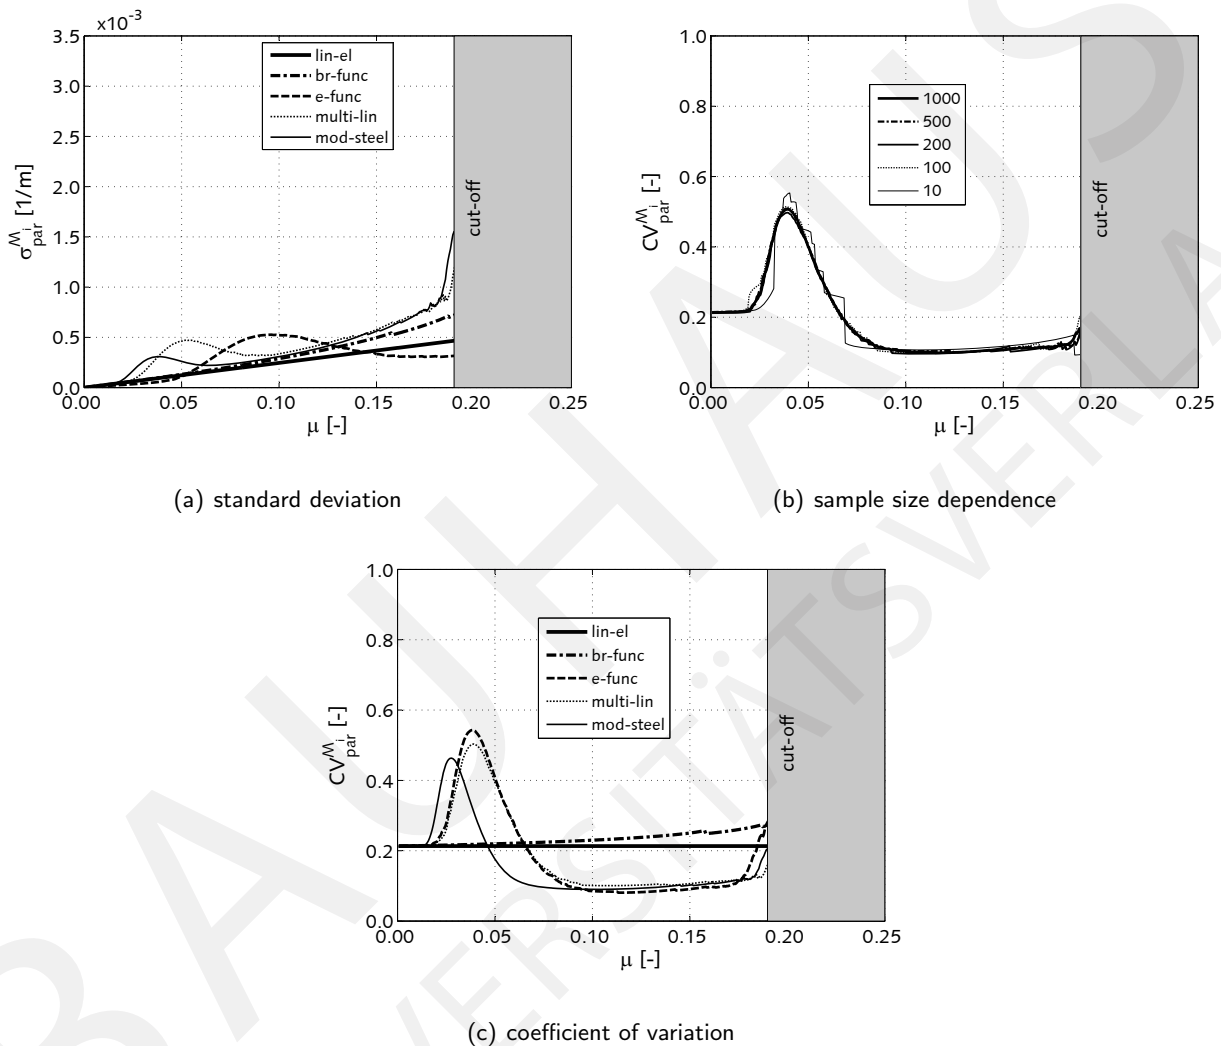 x10⁻³
3.5
3.0
2.5
2.0
1.5
1.0
0.5
0.0
σ^M_i_par [1/m]
lin-el
br-func
e-func
multi-lin
mod-steel
cut-off
0.00 0.05 0.10 0.15 0.20 0.25
μ [-]
(a) standard deviation
1.0
0.8
0.6
0.4
0.2
0.0
CV^M_i_par [-]
1000
500
200
100
10
cut-off
0.00 0.05 0.10 0.15 0.20 0.25
μ [-]
(b) sample size dependence
1.0
0.8
0.6
0.4
0.2
0.0
CV^M_i_par [-]
lin-el
br-func
e-func
multi-lin
mod-steel
cut-off
0.00 0.05 0.10 0.15 0.20 0.25
μ [-]
(c) coefficient of variation
BAUHAUS
VERSITÄTSVERLA